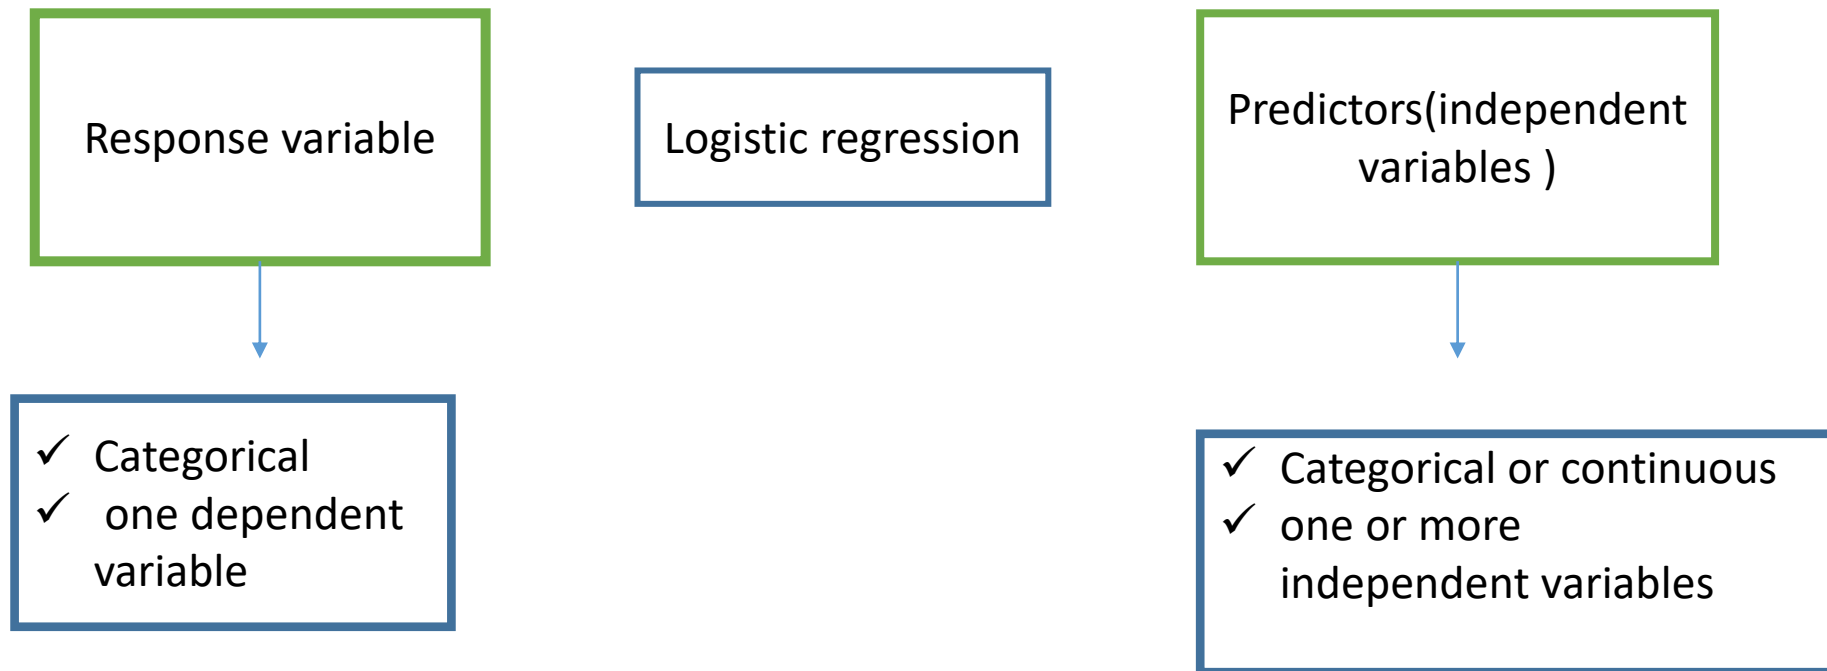 Response variable
Logistic regression
Predictors(independent
variables )
✓ Categorical
✓ one dependent
variable
✓ Categorical or continuous
✓ one or more
independent variables